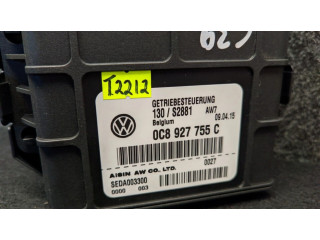 T2212
GETRIEBESTEUERUNG
130 / S2881 AW7
Belgium 09.04.15
0C8 927 755 C
0027
AISIN AW CO. LTD.
SEDA003300
0000 003